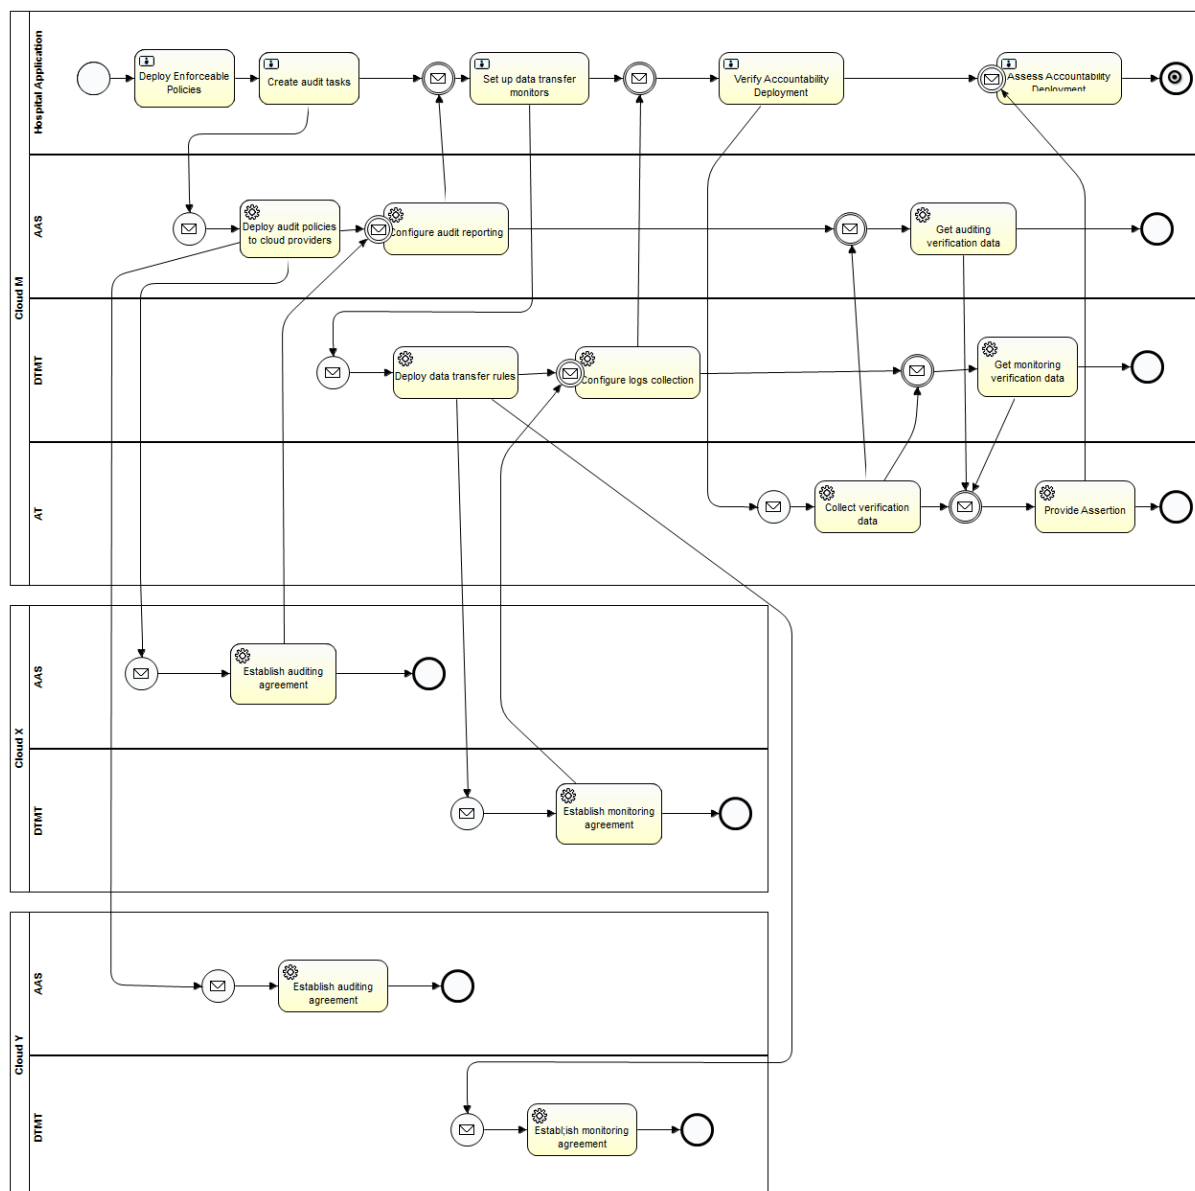 Cloud M
Hospital Application
Deploy Enforceable
Policies
Create audit tasks
Set up data transfer
monitors
Verify Accountability
Deployment
Assess Accountability
Deployment
AAS
Deploy audit policies
to cloud providers
Configure audit reporting
Get auditing
verification data
DTMT
Deploy data transfer rules
Configure logs collection
Get monitoring
verification data
AT
Collect verification
data
Provide Assertion
Cloud X
AAS
Establish auditing
agreement
DTMT
Establish monitoring
agreement
Cloud Y
AAS
Establish auditing
agreement
DTMT
Establish monitoring
agreement